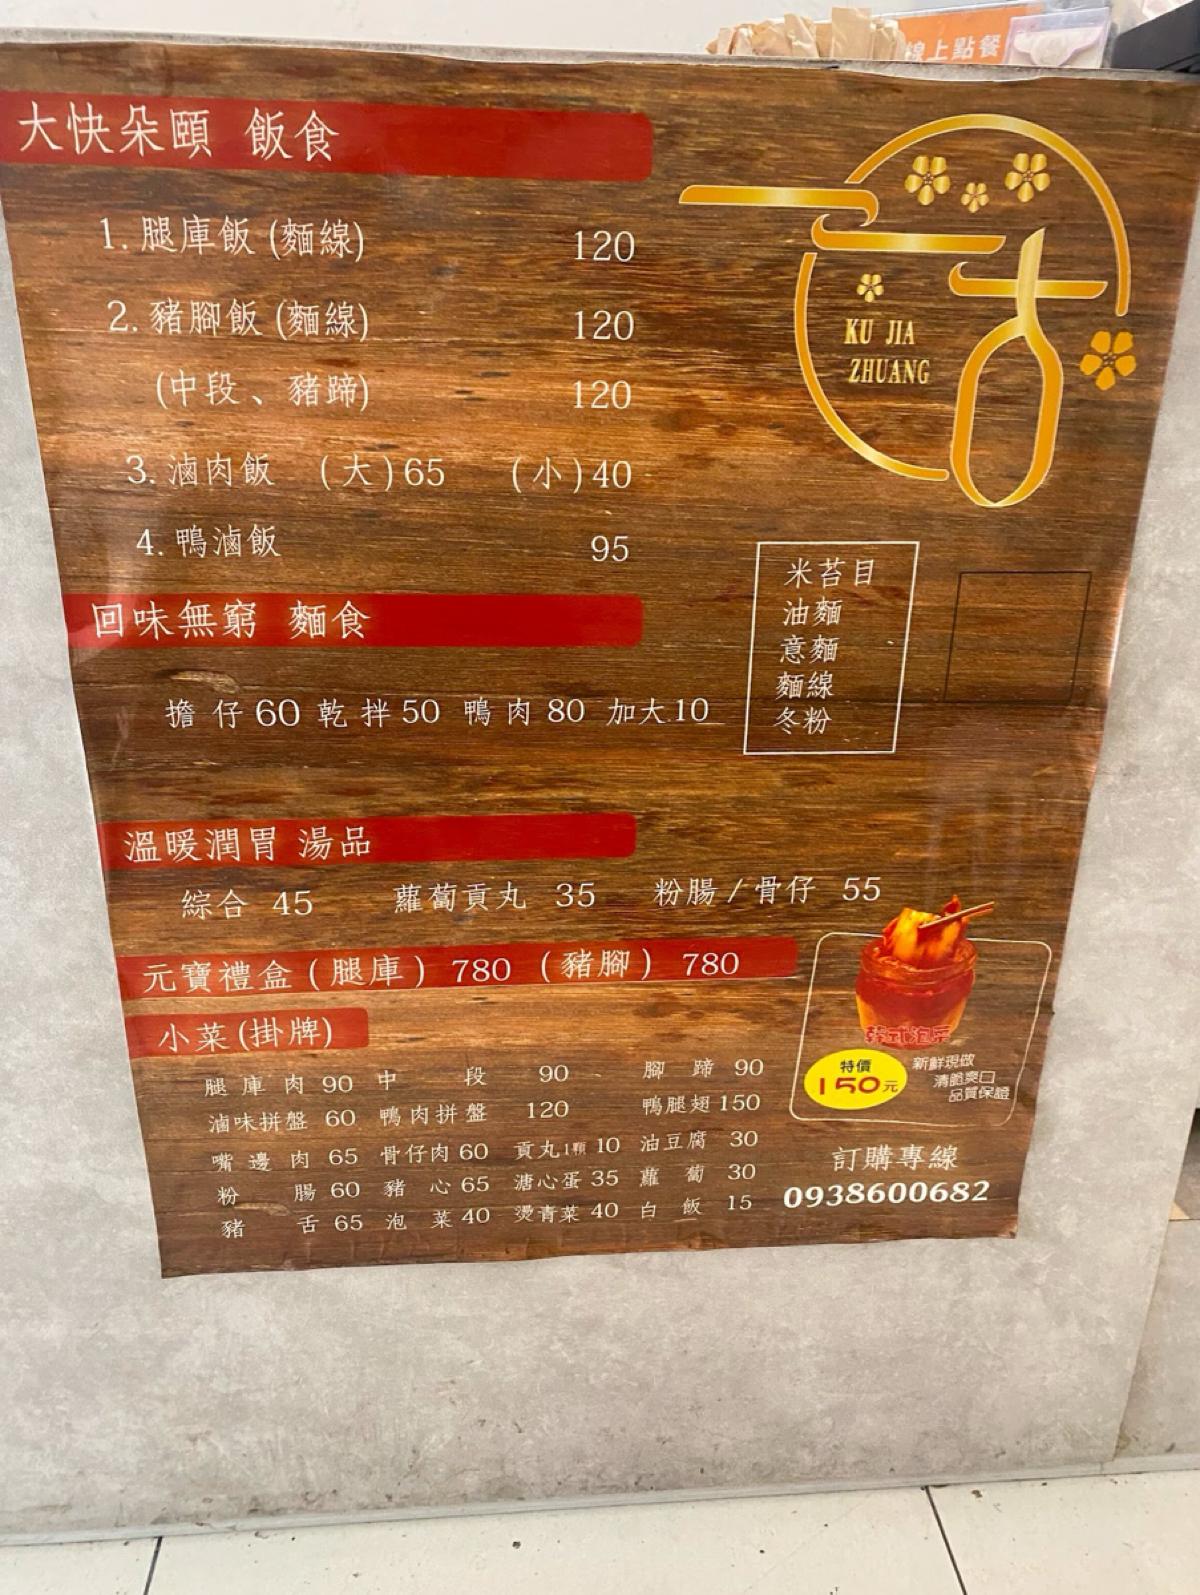 線上點餐
大快朵頤 飯食
1. 腿庫飯 (麵線) 120
2. 豬腳飯 (麵線) 120
(中段、豬蹄) 120
3. 滷肉飯 (大) 65 (小) 40
4. 鴨滷飯 95
KU JIA
ZHUANG
回味無窮 麵食
擔仔 60 乾拌 50 鴨肉 80 加大 10
米苔目
油麵
意麵
麵線
冬粉
溫暖潤胃 湯品
綜合 45 蘿蔔貢丸 35 粉腸 / 骨仔 55
元寶禮盒 (腿庫) 780 (豬腳) 780
小菜 (掛牌)
腿庫肉 90 中段 90 腳蹄 90
滷味拼盤 60 鴨肉拼盤 120 鴨腿翅 150
嘴邊肉 65 骨仔肉 60 貢丸1顆 10 油豆腐 30
粉腸 60 豬心 65 溏心蛋 35 蘿蔔 30
豬舌 65 泡菜 40 燙青菜 40 白飯 15
韓式泡菜
特價
150元
新鮮現做
清脆爽口
品質保證
訂購專線
0938600682